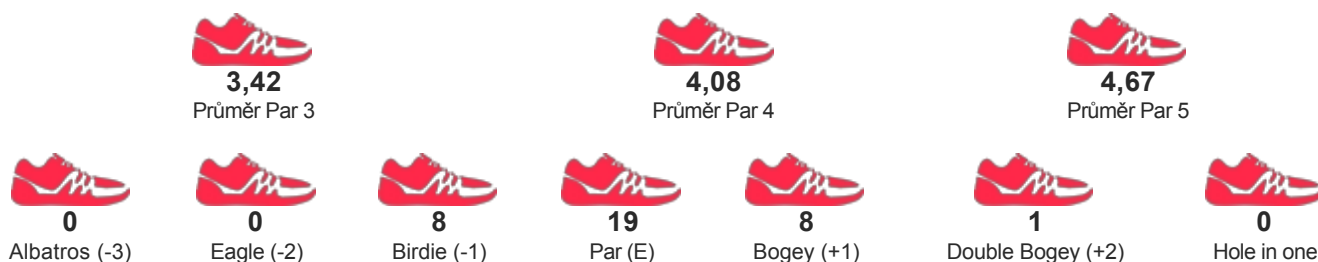 3,42 4,08 4,67
Průměr Par 3 Průměr Par 4 Průměr Par 5
0 0 8 19 8 1 0
Albatros (-3) Eagle (-2) Birdie (-1) Par (E) Bogey (+1) Double Bogey (+2) Hole in one